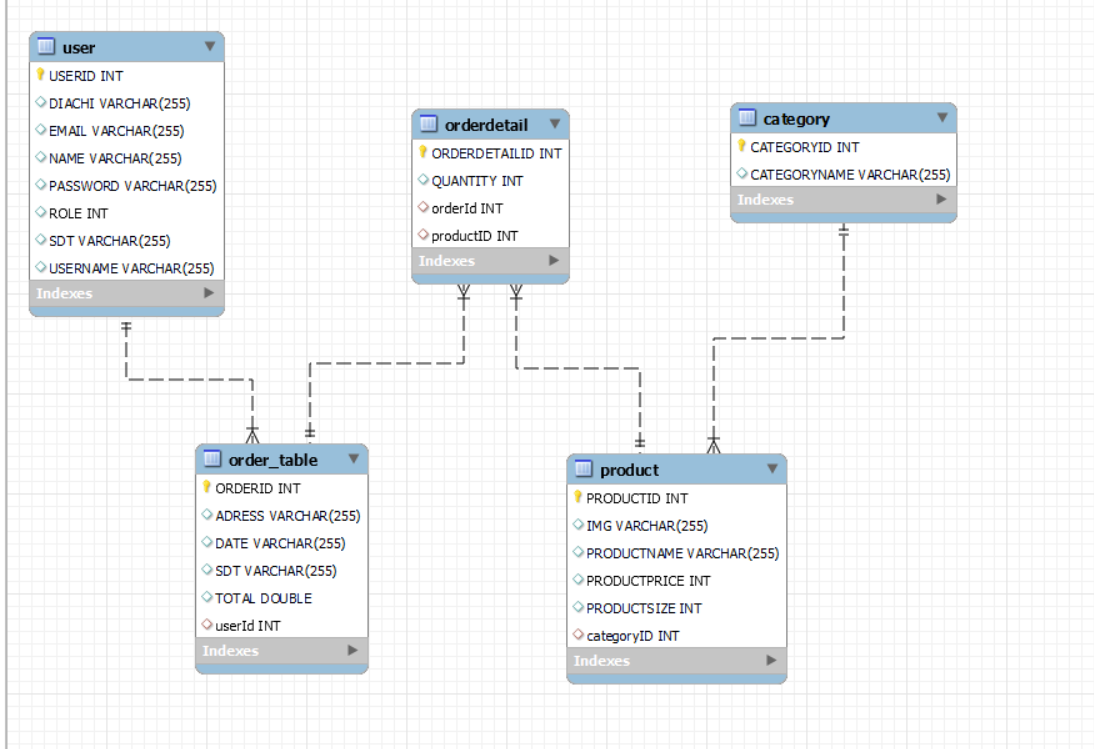 user
USERID INT
DIACHI VARCHAR(255)
EMAIL VARCHAR(255)
NAME VARCHAR(255)
PASSWORD VARCHAR(255)
ROLE INT
SDT VARCHAR(255)
USERNAME VARCHAR(255)
Indexes
orderdetail
ORDERDETAILID INT
QUANTITY INT
orderId INT
productID INT
Indexes
category
CATEGORYID INT
CATEGORYNAME VARCHAR(255)
Indexes
order_table
ORDERID INT
ADRESS VARCHAR(255)
DATE VARCHAR(255)
SDT VARCHAR(255)
TOTAL DOUBLE
userId INT
Indexes
product
PRODUCTID INT
IMG VARCHAR(255)
PRODUCTNAME VARCHAR(255)
PRODUCTPRICE INT
PRODUCTSIZE INT
categoryID INT
Indexes